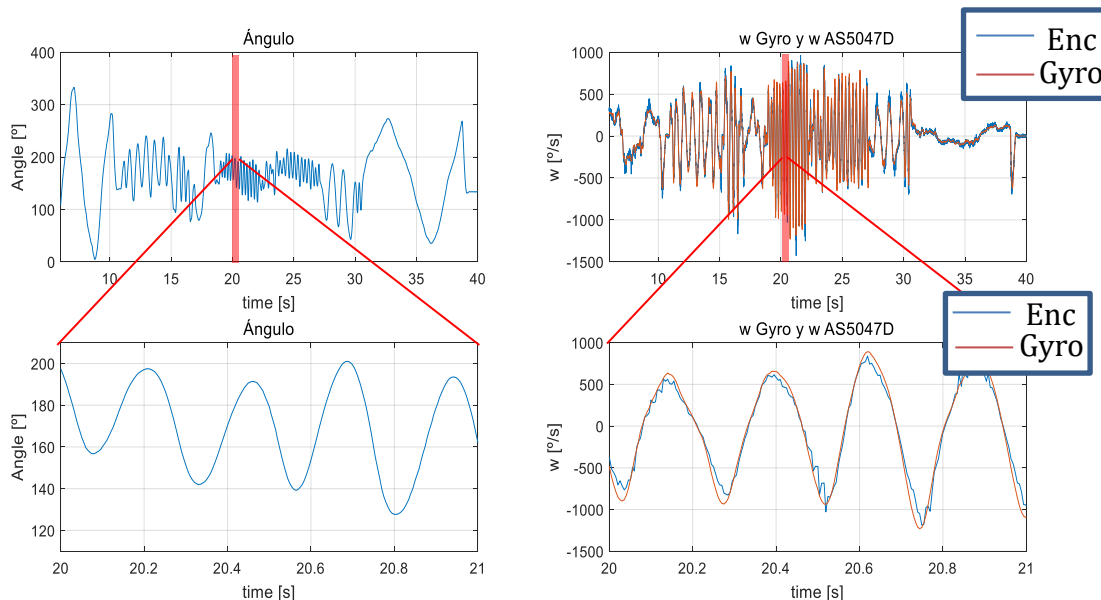 Ángulo
400
300
200
100
0
Angle [º]
10 15 20 25 30 35 40
time [s]
w Gyro y w AS5047D
1000
500
0
-500
-1000
-1500
w [º/s]
10 15 20 25 30 35 40
time [s]
Enc
Gyro
Ángulo
200
180
160
140
120
Angle [º]
20 20.2 20.4 20.6 20.8 21
time [s]
w Gyro y w AS5047D
1000
500
0
-500
-1000
-1500
w [º/s]
20 20.2 20.4 20.6 20.8 21
time [s]
Enc
Gyro